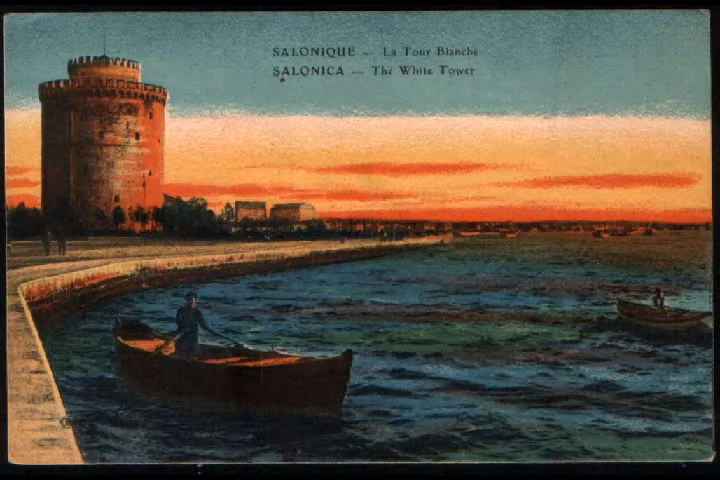 SALONIQUE — La Tour Blanche
SALONICA — The White Tower